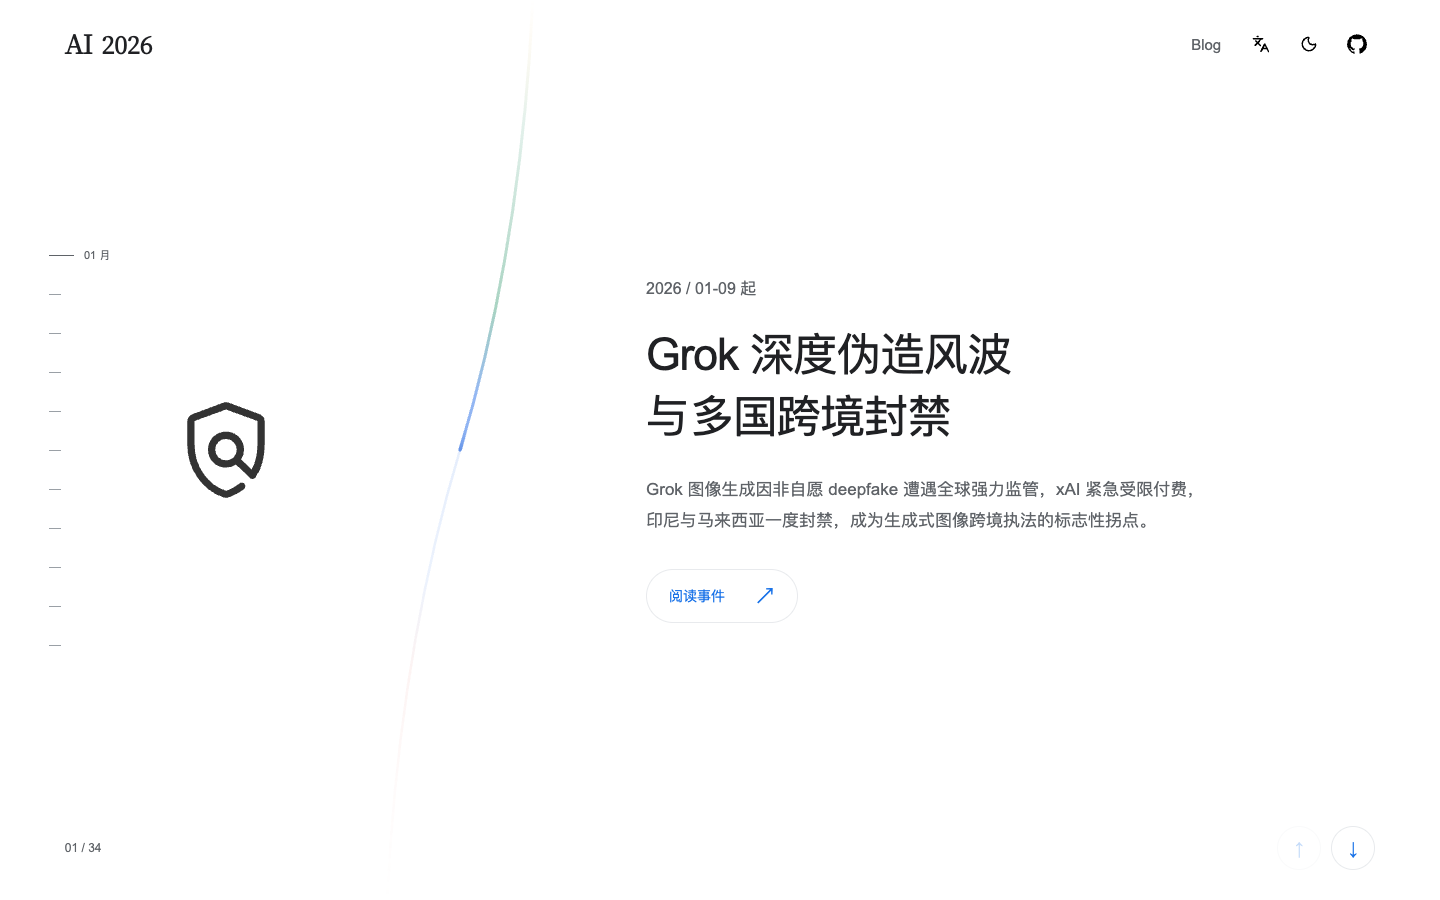 AI 2026
Blog
01 月
2026 / 01-09 起
Grok 深度伪造风波
与多国跨境封禁
Grok 图像生成因非自愿 deepfake 遭遇全球强力监管，xAI 紧急受限付费，
印尼与马来西亚一度封禁，成为生成式图像跨境执法的标志性拐点。
阅读事件
01 / 34